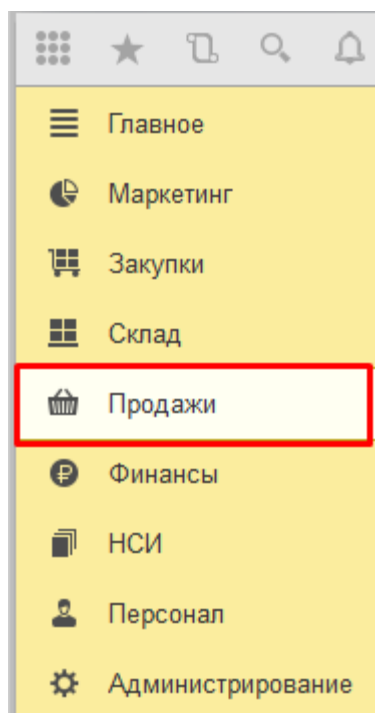 Главное
Маркетинг
Закупки
Склад
Продажи
Финансы
НСИ
Персонал
Администрирование